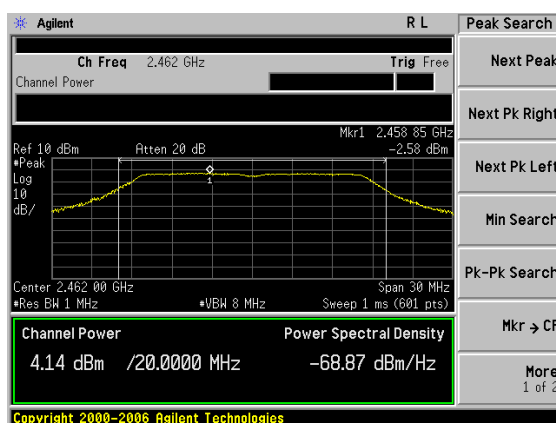 Agilent R L Peak Search
Ch Freq 2.462 GHz Trig Free
Channel Power
Next Peak
Next Pk Right
Mkr1 2.458 85 GHz
Ref 10 dBm Atten 20 dB -2.58 dBm
#Peak
Log
10
dB/
1
Next Pk Left
Min Search
Pk-Pk Search
Center 2.462 00 GHz Span 30 MHz
#Res BW 1 MHz #VBW 8 MHz Sweep 1 ms (601 pts)
Channel Power Power Spectral Density
4.14 dBm /20.0000 MHz -68.87 dBm/Hz
Mkr → CF
More
1 of 2
Copyright 2000-2006 Agilent Technologies